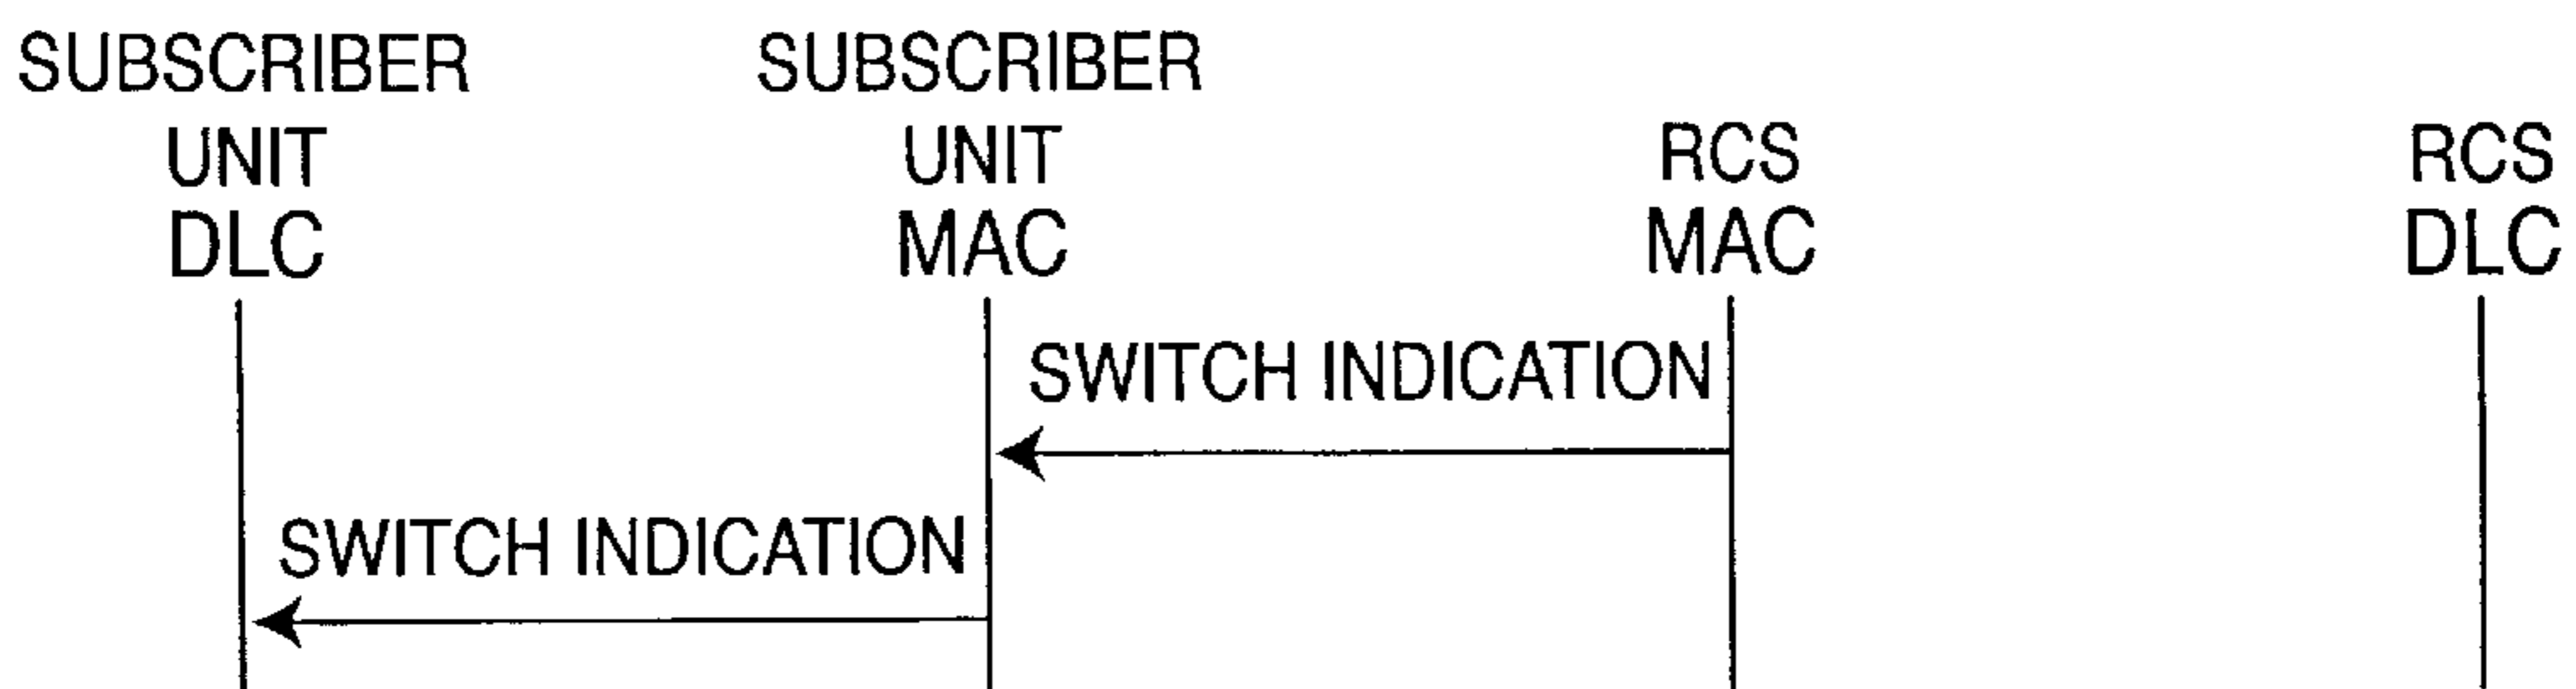 SUBSCRIBER
UNIT
DLC
SUBSCRIBER
UNIT
MAC
RCS
MAC
RCS
DLC
SWITCH INDICATION
SWITCH INDICATION